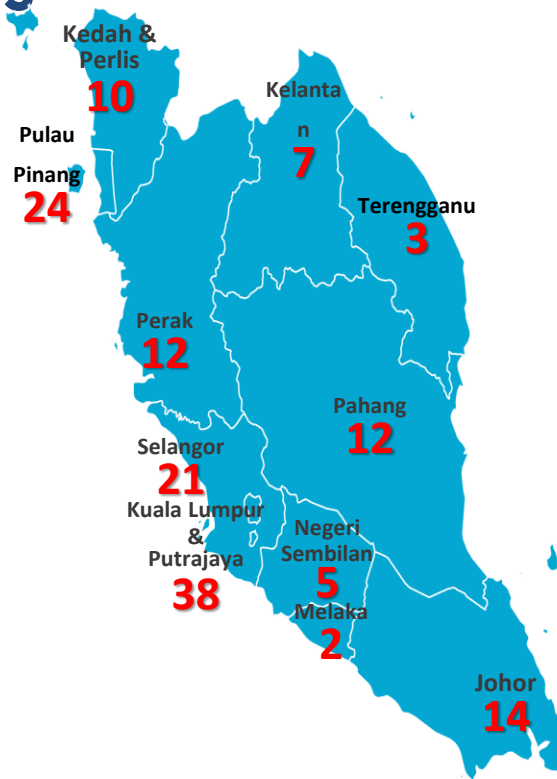 Kedah &
Perlis
10
Kelanta
n
7
Pulau
Pinang
24
Terengganu
3
Perak
12
Pahang
12
Selangor
21
Kuala Lumpur
&
Putrajaya
38
Negeri
Sembilan
5
Melaka
2
Johor
14